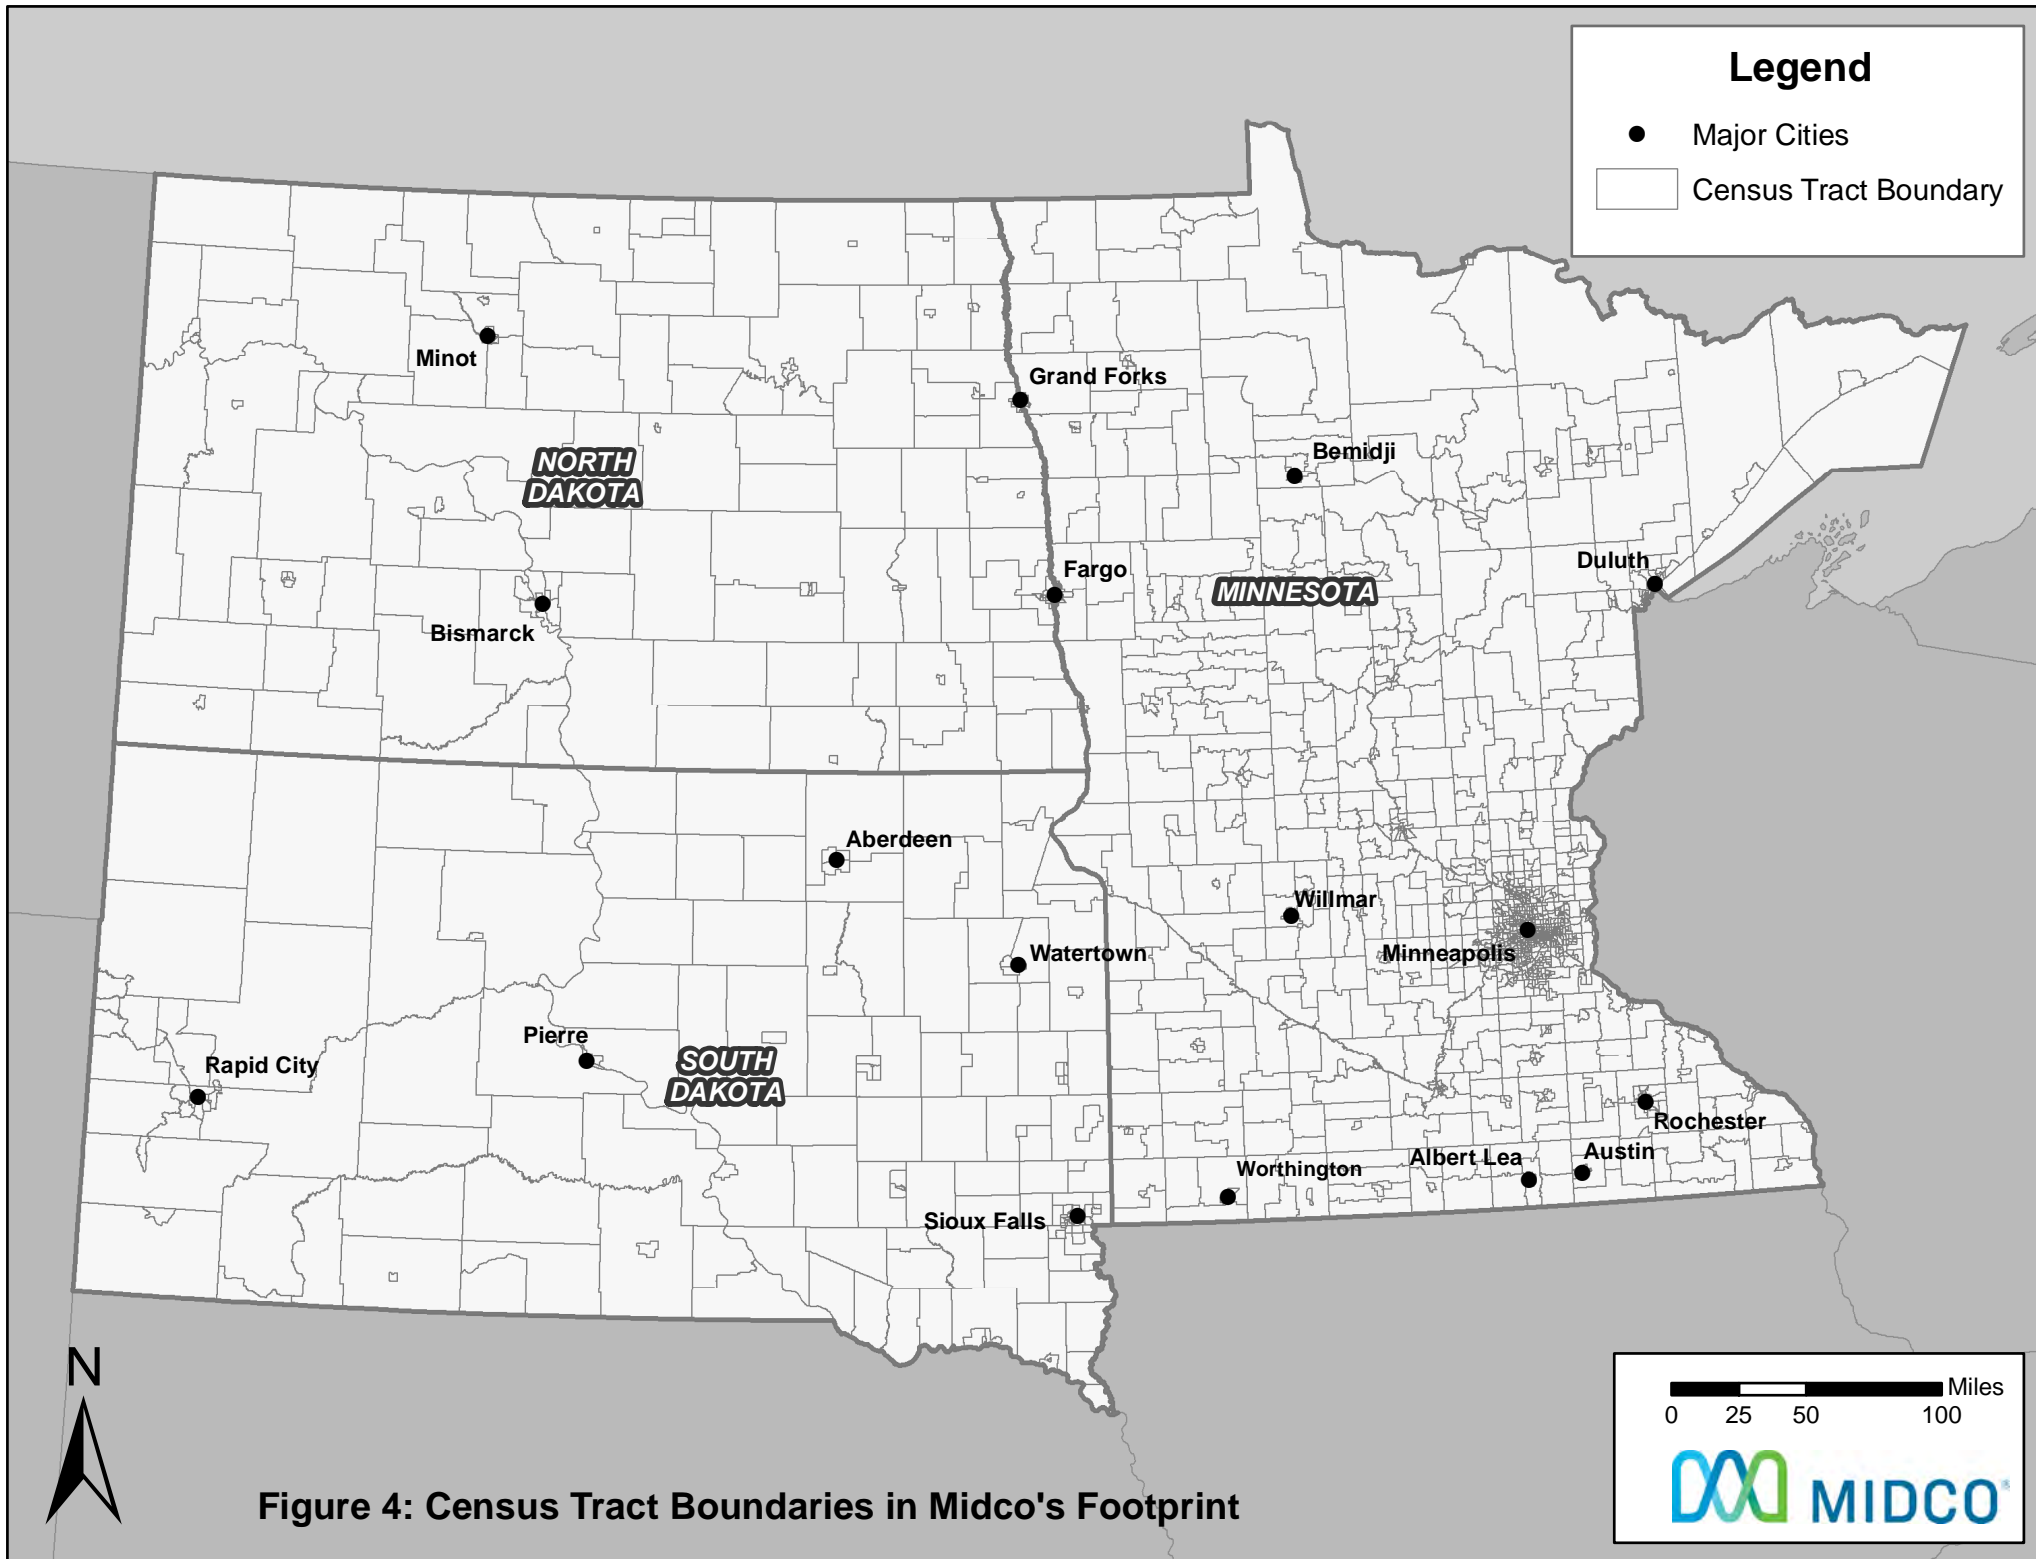 Legend
Major Cities
Census Tract Boundary
Minot
Grand Forks
NORTH
DAKOTA
Bemidji
Fargo
MINNESOTA
Duluth
Bismarck
Aberdeen
Willmar
Watertown
Minneapolis
Pierre
SOUTH
DAKOTA
Rapid City
Rochester
Austin
Albert Lea
Worthington
Sioux Falls
N
Miles
0 25 50 100
MIDCO
Figure 4: Census Tract Boundaries in Midco's Footprint